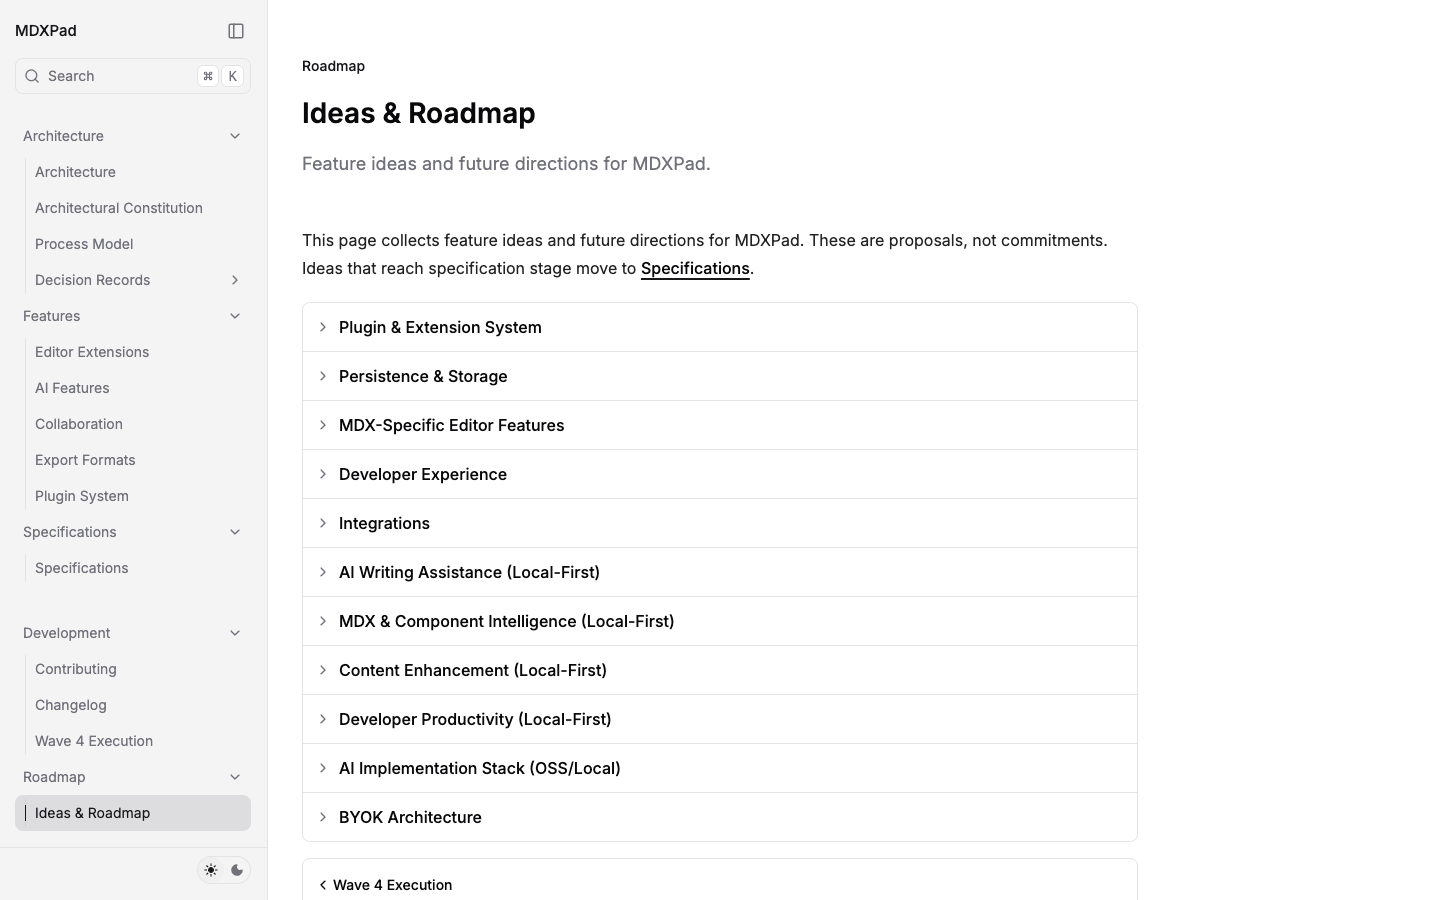 MDXPad
Search ⌘ K
Architecture
Architecture
Architectural Constitution
Process Model
Decision Records
Features
Editor Extensions
AI Features
Collaboration
Export Formats
Plugin System
Specifications
Specifications
Development
Contributing
Changelog
Wave 4 Execution
Roadmap
Ideas & Roadmap
Roadmap
Ideas & Roadmap
Feature ideas and future directions for MDXPad.
This page collects feature ideas and future directions for MDXPad. These are proposals, not commitments.
Ideas that reach specification stage move to Specifications.
Plugin & Extension System
Persistence & Storage
MDX-Specific Editor Features
Developer Experience
Integrations
AI Writing Assistance (Local-First)
MDX & Component Intelligence (Local-First)
Content Enhancement (Local-First)
Developer Productivity (Local-First)
AI Implementation Stack (OSS/Local)
BYOK Architecture
Wave 4 Execution